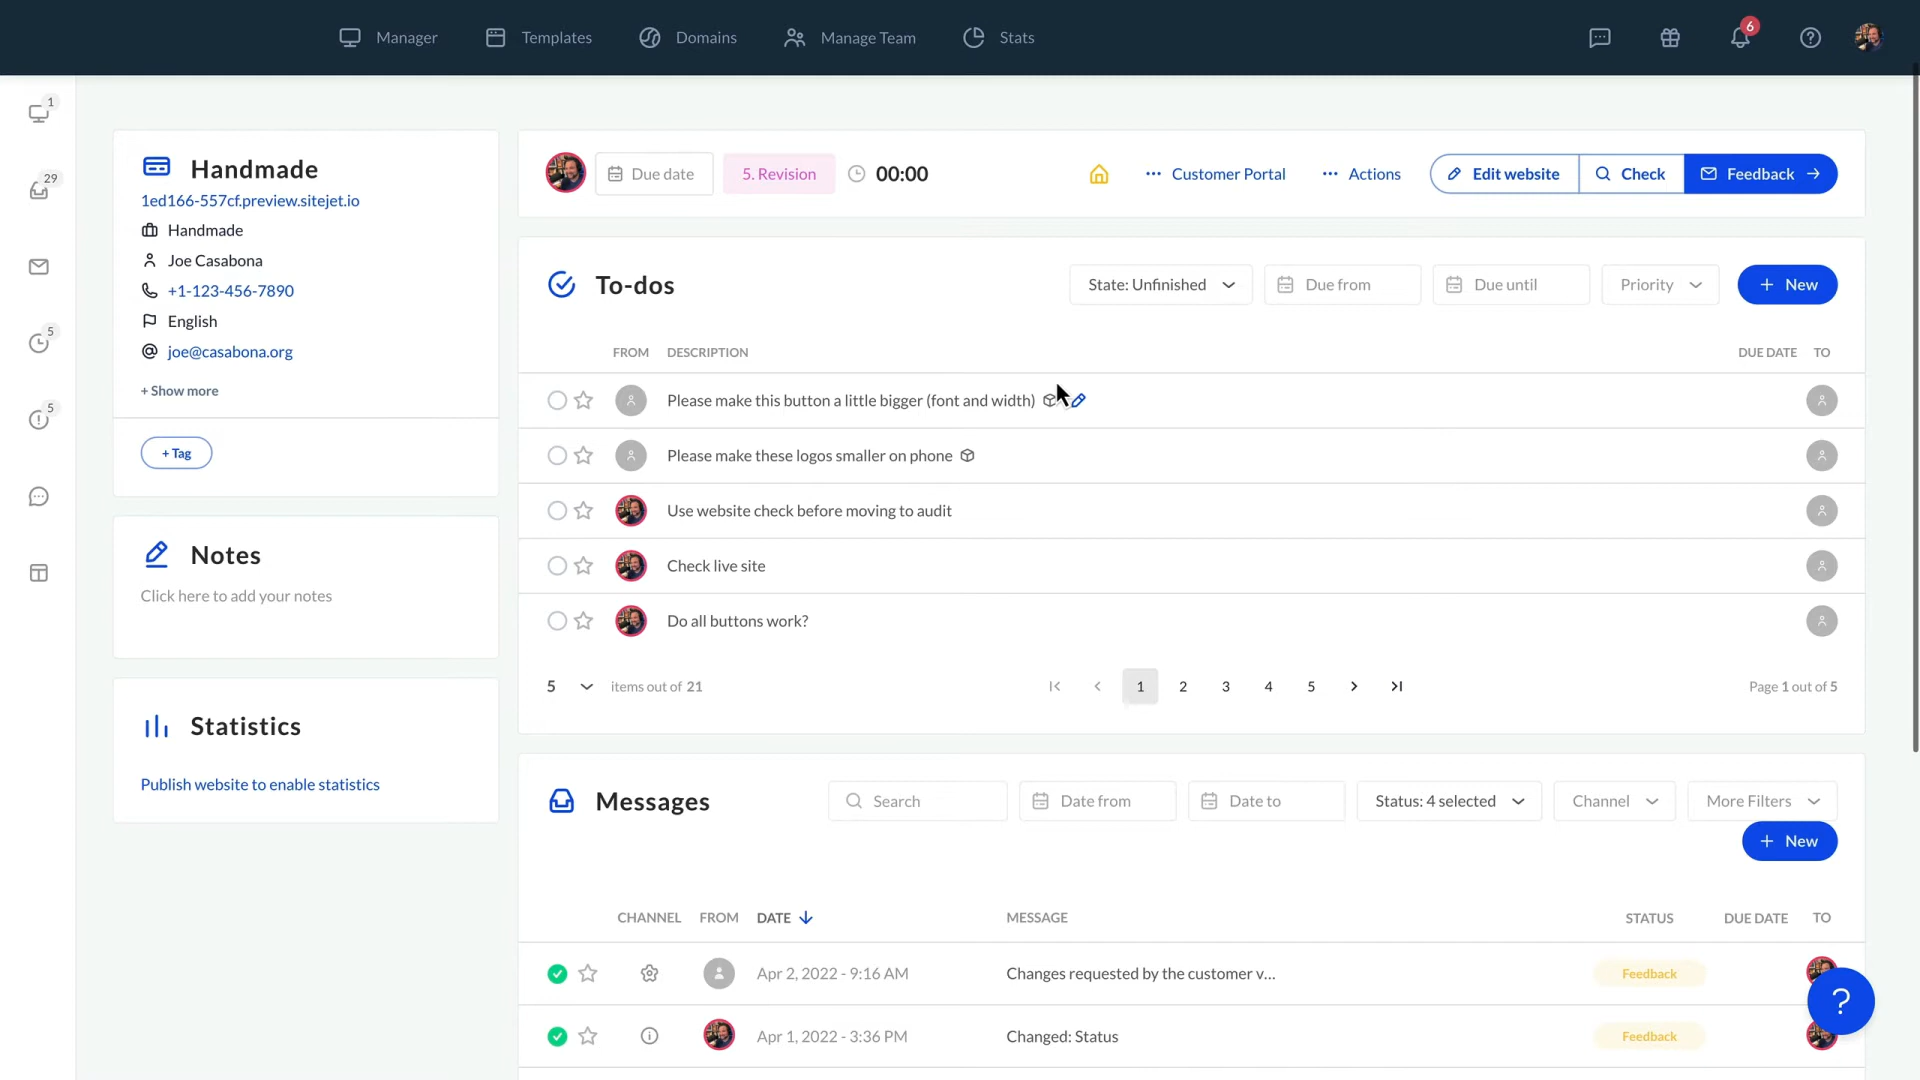 Manager
Templates
Domains
Manage Team
Stats
6
1
29
5
5
Handmade
1ed166-557cf.preview.sitejet.io
Handmade
Joe Casabona
+1-123-456-7890
English
joe@casabona.org
+ Show more
+ Tag
Notes
Click here to add your notes
Statistics
Publish website to enable statistics
Due date
5. Revision
00:00
Customer Portal
Actions
Edit website
Check
Feedback
To-dos
State: Unfinished
Due from
Due until
Priority
+ New
FROM DESCRIPTION DUE DATE TO
Please make this button a little bigger (font and width)
Please make these logos smaller on phone
Use website check before moving to audit
Check live site
Do all buttons work?
5 items out of 21
1 2 3 4 5
Page 1 out of 5
Messages
Search
Date from
Date to
Status: 4 selected
Channel
More Filters
+ New
CHANNEL FROM DATE MESSAGE STATUS DUE DATE TO
Apr 2, 2022 - 9:16 AM Changes requested by the customer v... Feedback
Apr 1, 2022 - 3:36 PM Changed: Status Feedback
?